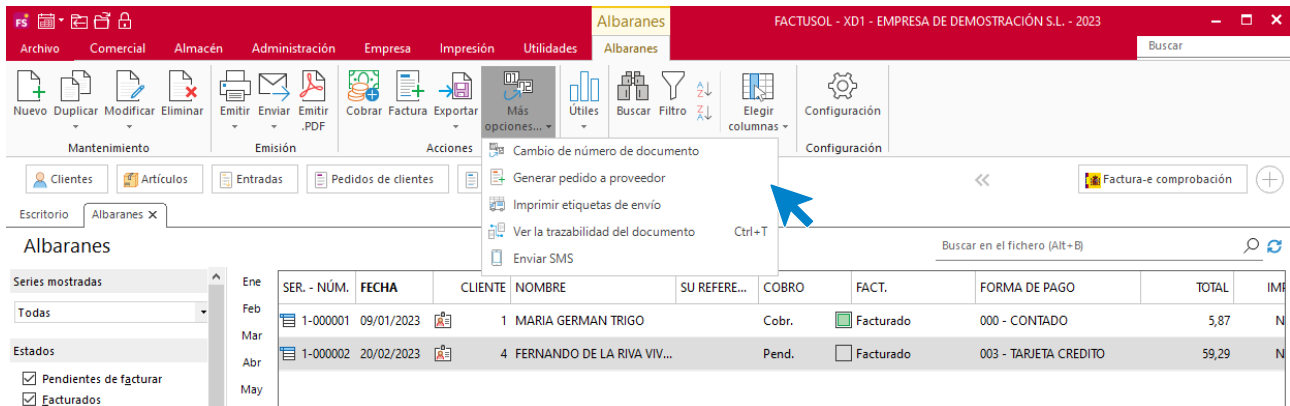 FS
Albaranes
FACTUSOL - XD1 - EMPRESA DE DEMOSTRACIÓN S.L. - 2023
Archivo Comercial Almacén Administración Empresa Impresión Utilidades Albaranes
Buscar
Nuevo Duplicar Modificar Eliminar
Mantenimiento
Emitir Enviar Emitir .PDF
Emisión
Cobrar Factura Exportar
Más opciones...
Acciones
Útiles
Buscar Filtro
Elegir columnas
Configuración
Configuración
Cambio de número de documento
Generar pedido a proveedor
Imprimir etiquetas de envío
Ver la trazabilidad del documento Ctrl+T
Enviar SMS
Clientes Artículos Entradas Pedidos de clientes
Factura-e comprobación
Escritorio Albaranes
Albaranes
Buscar en el fichero (Alt+B)
Series mostradas
Todas
Estados
Pendientes de facturar
Facturados
Ene
Feb
Mar
Abr
May
SER. - NÚM. FECHA CLIENTE NOMBRE SU REFERE... COBRO FACT. FORMA DE PAGO TOTAL IMP
1-000001 09/01/2023 1 MARIA GERMAN TRIGO Cobr. Facturado 000 - CONTADO 5,87 N
1-000002 20/02/2023 4 FERNANDO DE LA RIVA VIV... Pend. Facturado 003 - TARJETA CREDITO 59,29 N